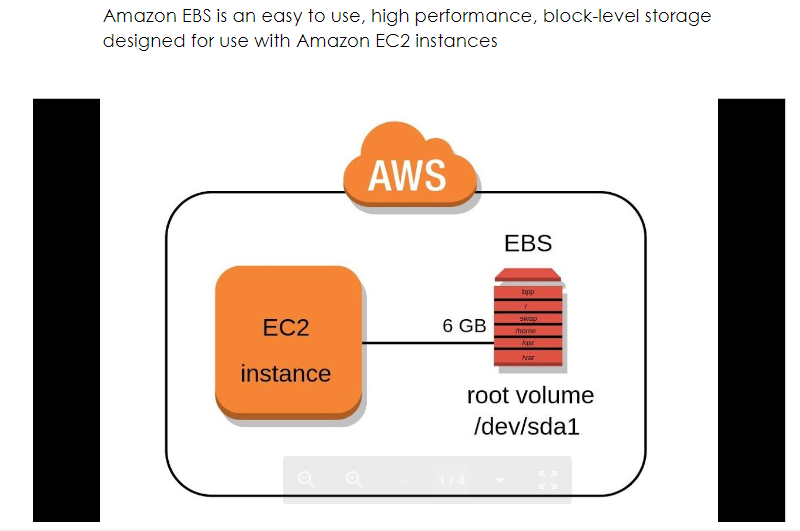 Amazon EBS is an easy to use, high performance, block-level storage
designed for use with Amazon EC2 instances
AWS
EBS
bpp
/
swap
/home
/usr
/var
EC2
instance
6 GB
root volume
/dev/sda1
1 / 4